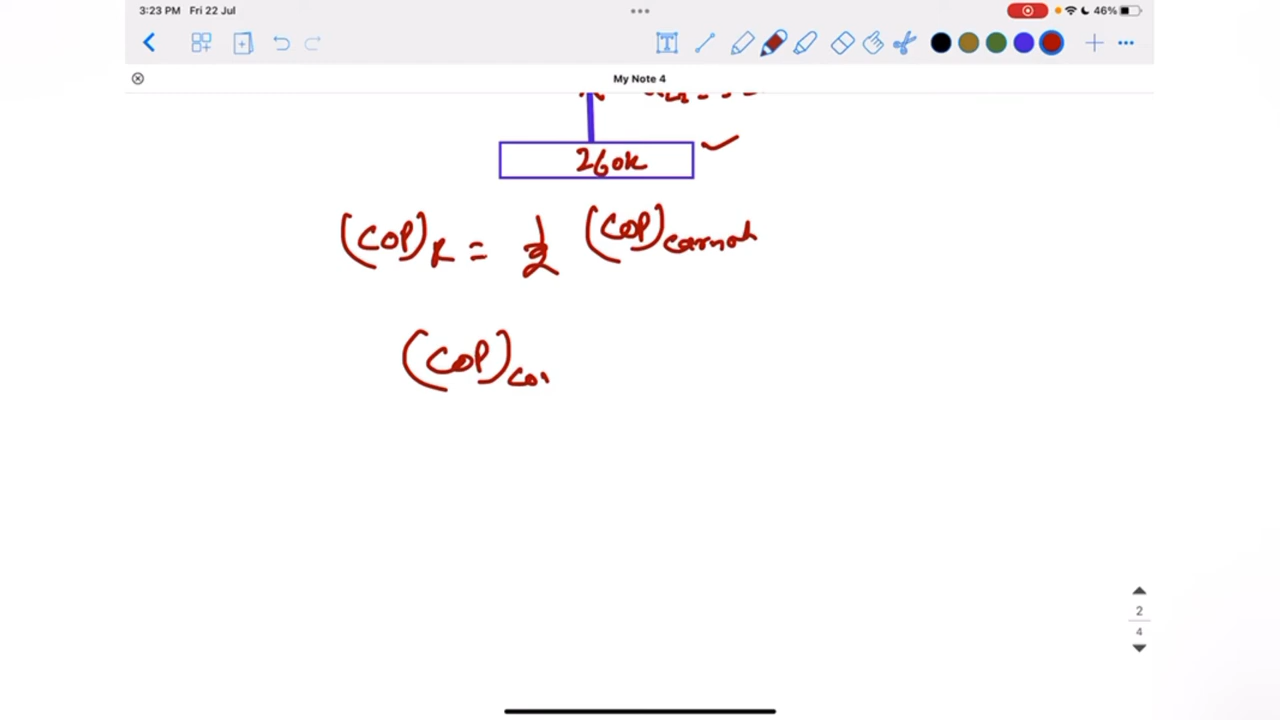 3:23 PM Fri 22 Jul
46%
My Note 4
260K
(COP)R = 1/2 (COP)carnot
(COP)car
2
4